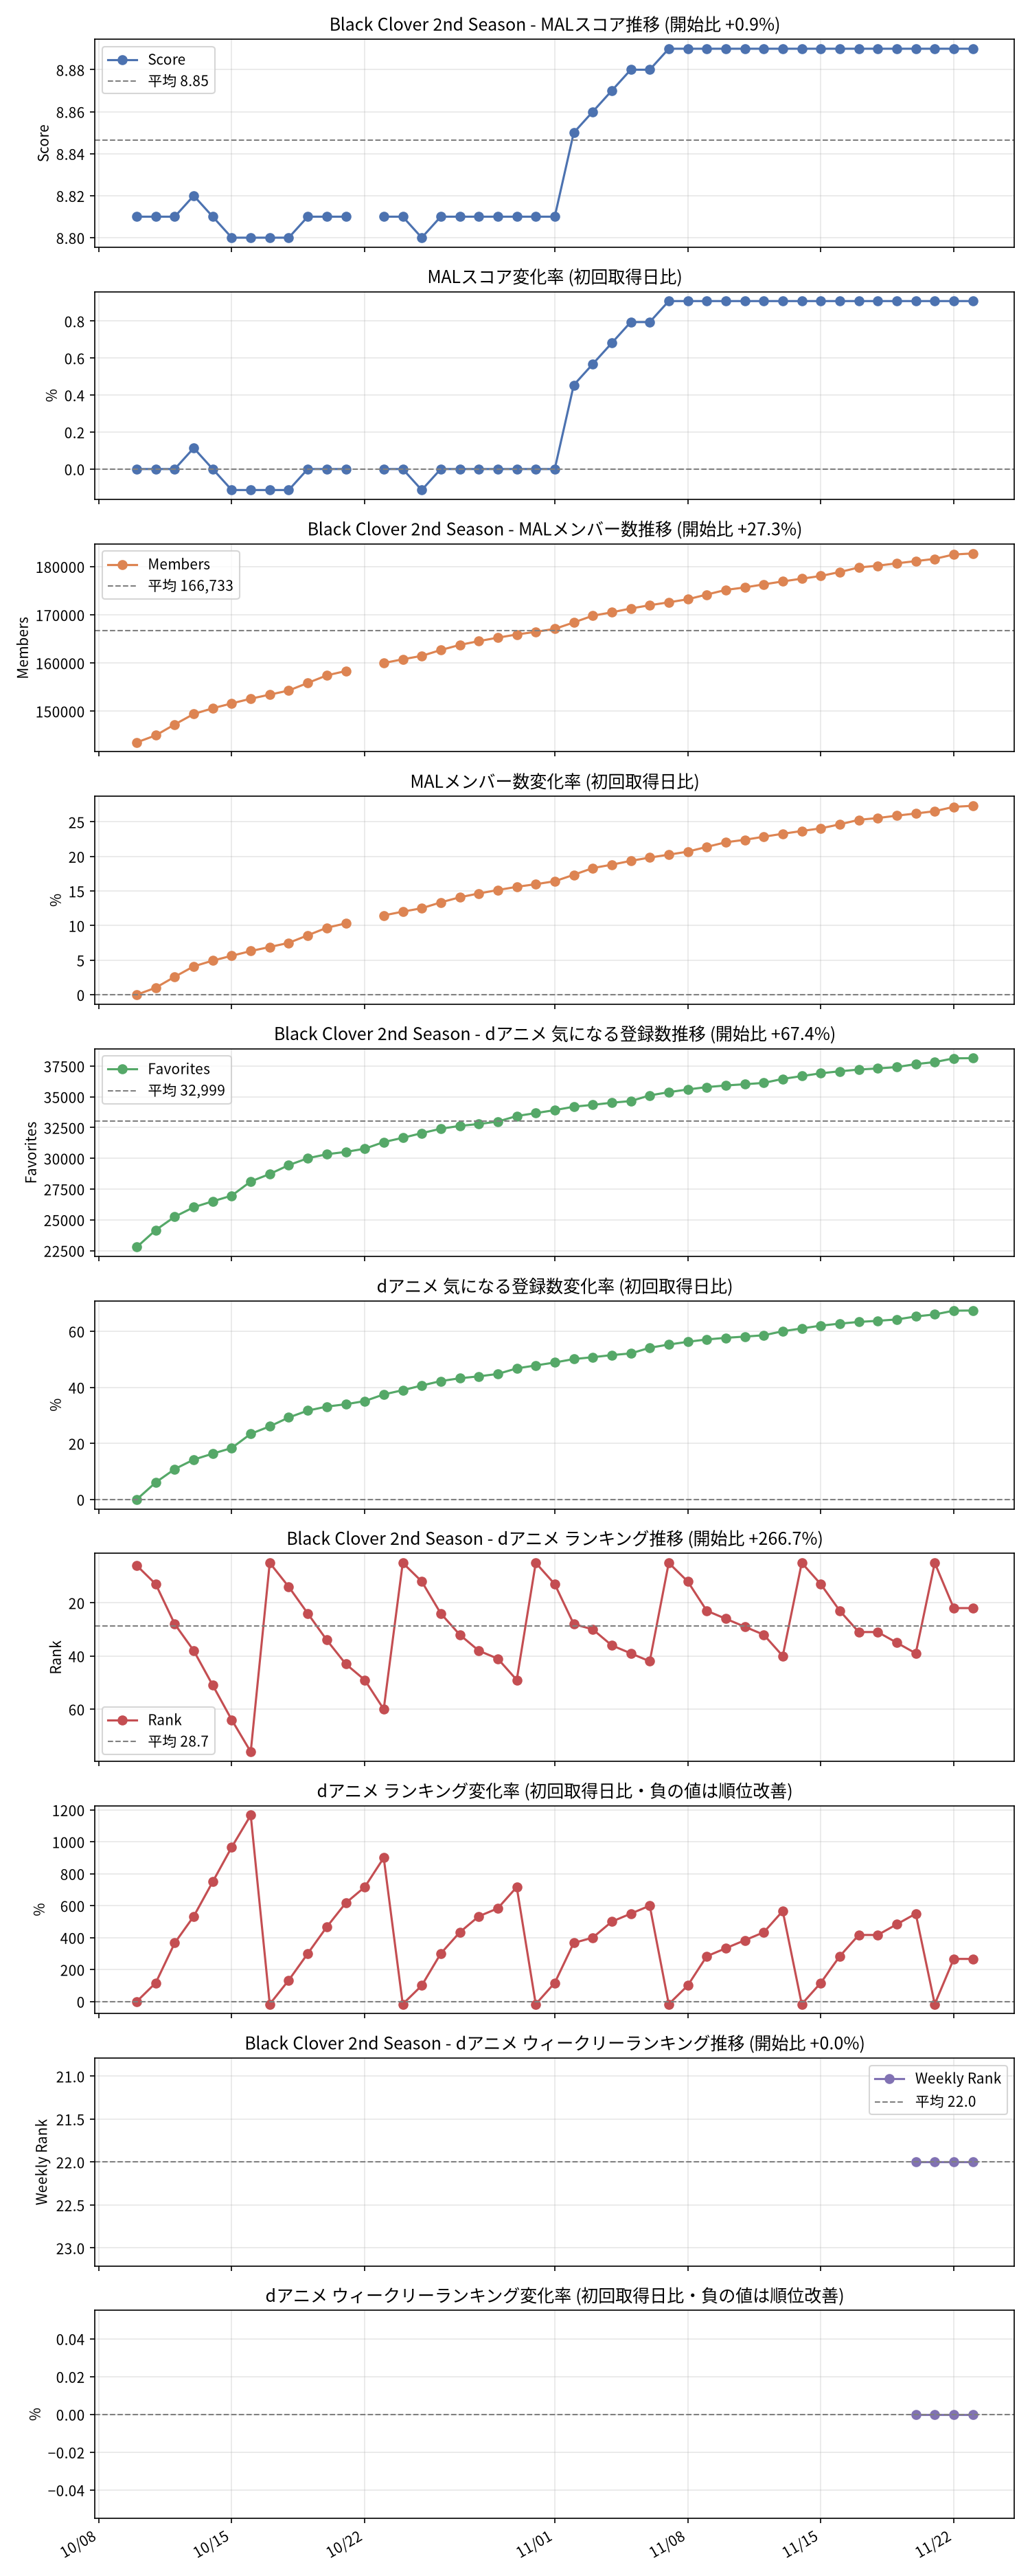 Black Clover 2nd Season - MALスコア推移 (開始比 +0.9%)
Score
平均 8.85
Score
8.88
8.86
8.84
8.82
8.80
MALスコア変化率 (初回取得日比)
%
0.8
0.6
0.4
0.2
0.0
Black Clover 2nd Season - MALメンバー数推移 (開始比 +27.3%)
Members
平均 166,733
Members
180000
170000
160000
150000
MALメンバー数変化率 (初回取得日比)
%
25
20
15
10
5
0
Black Clover 2nd Season - dアニメ 気になる登録数推移 (開始比 +67.4%)
Favorites
平均 32,999
Favorites
37500
35000
32500
30000
27500
25000
22500
dアニメ 気になる登録数変化率 (初回取得日比)
%
60
40
20
0
Black Clover 2nd Season - dアニメ ランキング推移 (開始比 +266.7%)
Rank
20
40
60
Rank
平均 28.7
dアニメ ランキング変化率 (初回取得日比・負の値は順位改善)
%
1200
1000
800
600
400
200
0
Black Clover 2nd Season - dアニメ ウィークリーランキング推移 (開始比 +0.0%)
Weekly Rank
平均 22.0
Weekly Rank
21.0
21.5
22.0
22.5
23.0
dアニメ ウィークリーランキング変化率 (初回取得日比・負の値は順位改善)
%
0.04
0.02
0.00
−0.02
−0.04
10/08
10/15
10/22
11/01
11/08
11/15
11/22